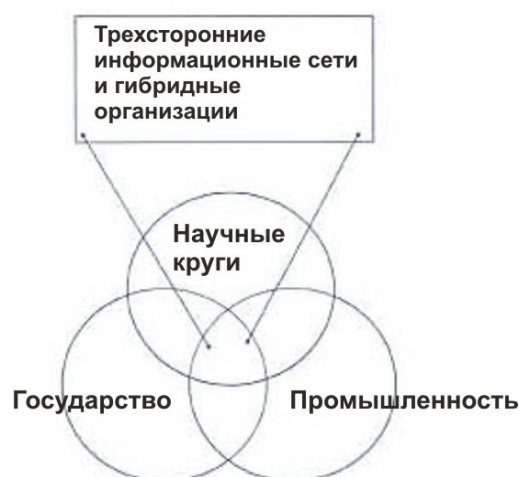 Трехсторонние
информационные сети
и гибридные
организации
Научные
круги
Государство
Промышленность